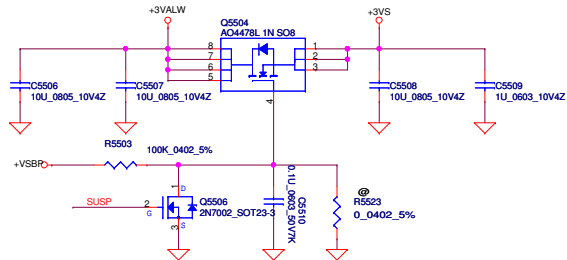 +3VALW
Q5504
AO4478L 1N SO8
+3VS
8
7
6
5
1
2
3
4
C5506
10U_0805_10V4Z
C5507
10U_0805_10V4Z
C5508
10U_0805_10V4Z
C5509
1U_0603_10V4Z
R5503
100K_0402_5%
+VSBP
SUSP
2
G
1
D
3
S
Q5506
2N7002_SOT23-3
C5510
0.1U_0603_50V7K
@
R5523
0_0402_5%